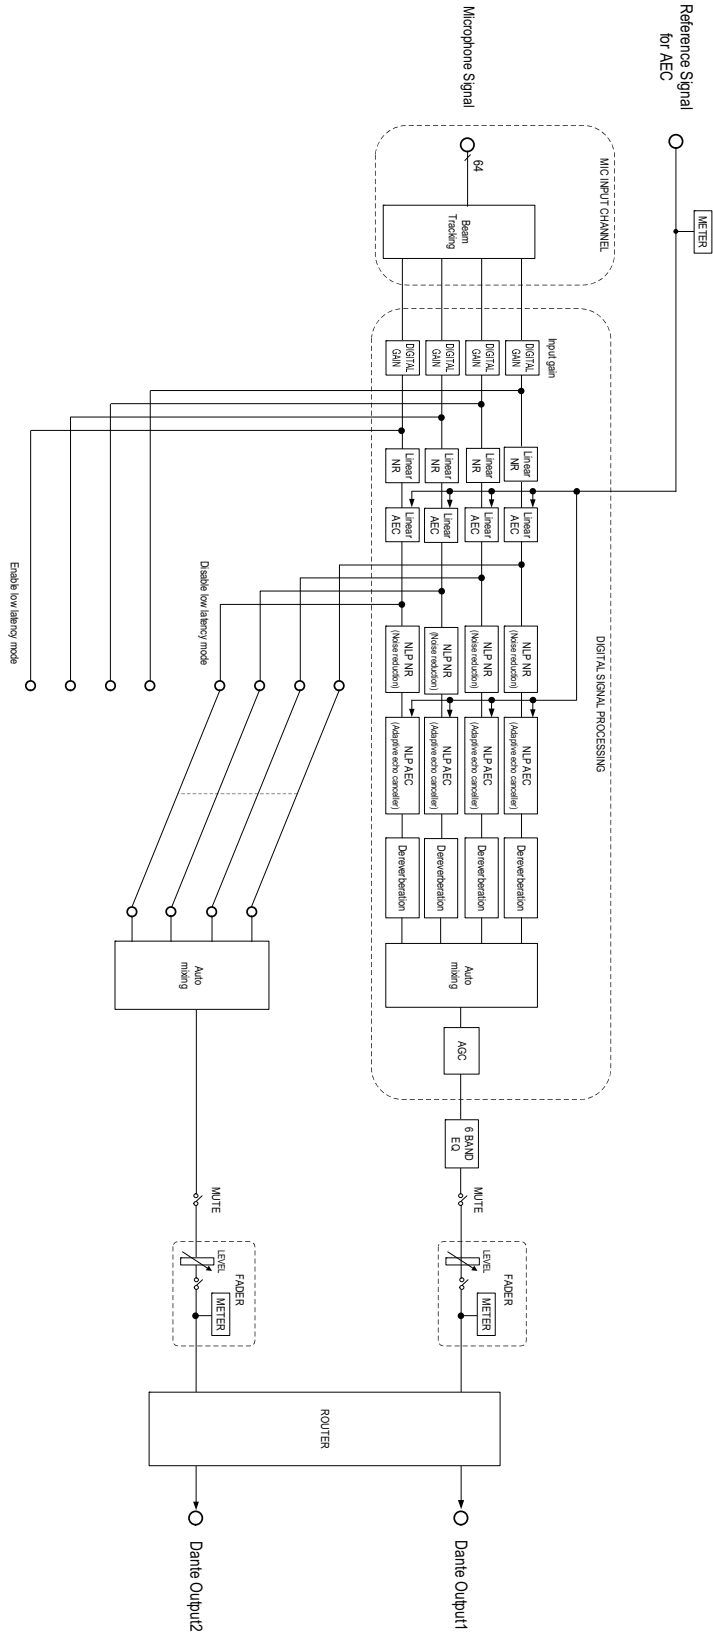 Reference Signal
for AEC
METER
Microphone Signal
MIC INPUT CHANNEL
64
Beam
Tracking
DIGITAL SIGNAL PROCESSING
Input gain
DIGITAL
GAIN
DIGITAL
GAIN
DIGITAL
GAIN
DIGITAL
GAIN
Linear
NR
Linear
NR
Linear
NR
Linear
NR
Linear
AEC
Linear
AEC
Linear
AEC
Linear
AEC
NLP NR
(Noise reduction)
NLP NR
(Noise reduction)
NLP NR
(Noise reduction)
NLP NR
(Noise reduction)
NLP AEC
(Adaptive echo canceller)
NLP AEC
(Adaptive echo canceller)
NLP AEC
(Adaptive echo canceller)
NLP AEC
(Adaptive echo canceller)
Dereverberation
Dereverberation
Dereverberation
Dereverberation
Auto
mixing
AGC
6 BAND
EQ
MUTE
LEVEL
FADER
METER
Disable low latency mode
Enable low latency mode
Auto
mixing
MUTE
LEVEL
FADER
METER
ROUTER
Dante Output1
Dante Output2